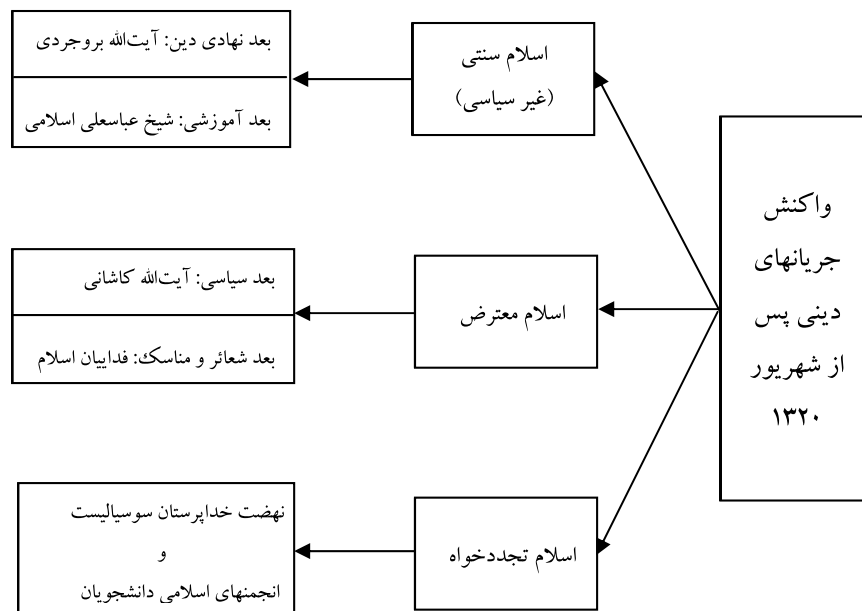 واکنش
جریانهای
دینی پس
از شهریور
۱۳۲۰
اسلام سنتی
(غیر سیاسی)
بعد نهادی دین: آیت‌الله بروجردی
بعد آموزشی: شیخ عباسعلی اسلامی
اسلام معترض
بعد سیاسی: آیت‌الله کاشانی
بعد شعائر و مناسک: فداییان اسلام
اسلام تجددخواه
نهضت خداپرستان سوسیالیست
و
انجمنهای اسلامی دانشجویان